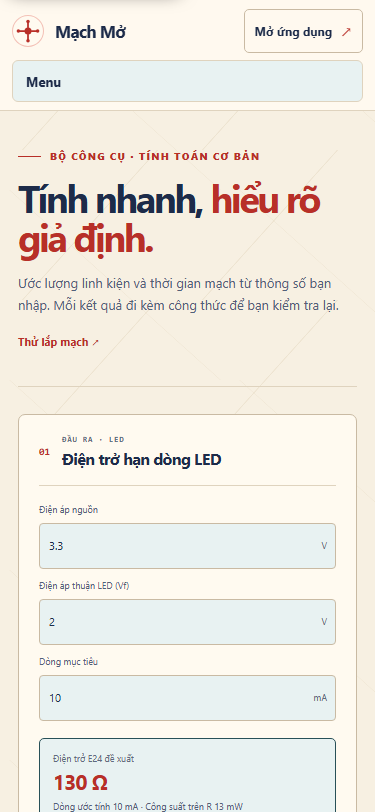 Mạch Mở
Mở ứng dụng ↗
Menu
BỘ CÔNG CỤ · TÍNH TOÁN CƠ BẢN
Tính nhanh, hiểu rõ
giả định.
Ước lượng linh kiện và thời gian mạch từ thông số bạn
nhập. Mỗi kết quả đi kèm công thức để bạn kiểm tra lại.
Thử lắp mạch ↗
ĐẦU RA · LED
01 Điện trở hạn dòng LED
Điện áp nguồn
3.3 V
Điện áp thuận LED (Vf)
2 V
Dòng mục tiêu
10 mA
Điện trở E24 đề xuất
130 Ω
Dòng ước tính 10 mA · Công suất trên R 13 mW